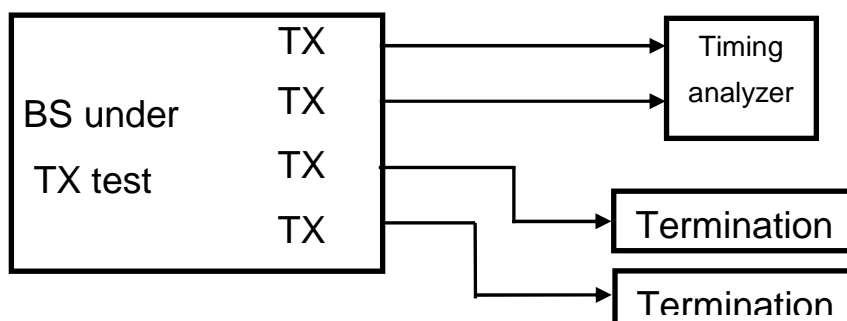 TX
Timing
analyzer
TX
BS under
TX test
TX
TX
Termination
Termination